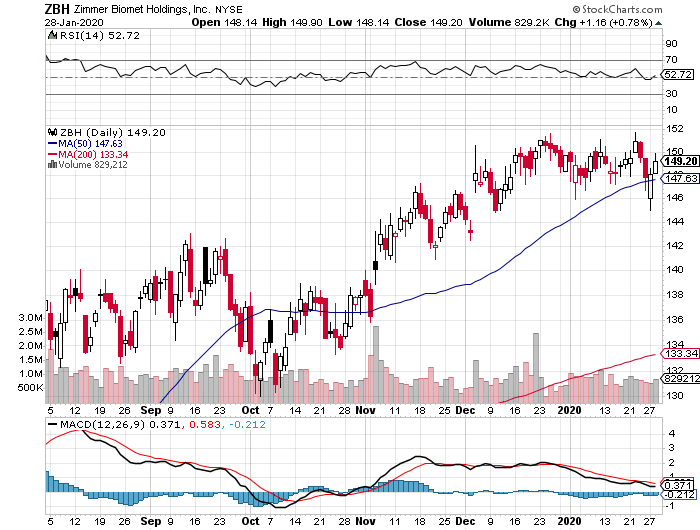 ZBH Zimmer Biomet Holdings, Inc. NYSE © StockCharts.com
28-Jan-2020 Open 148.14 High 149.90 Low 148.14 Close 149.20 Volume 829.2K Chg +1.16 (+0.78%)
RSI(14) 52.72
90
70
52.72
30
10
ZBH (Daily) 149.20
MA(50) 147.63
MA(200) 133.34
Volume 829,212
152
150
149.20
148
147.63
146
144
142
140
138
136
134
133.34
132
130
3.0M
2.5M
2.0M
1.5M
1.0M
500K
829212
5 12 19 26 Sep 9 16 23 Oct 7 14 21 28 Nov 11 18 25 Dec 9 16 23 2020 13 21 27
MACD(12,26,9) 0.371, 0.583, -0.212
4
3
2
1
0.371
-0.212
-1
5 12 19 26 Sep 9 16 23 Oct 7 14 21 28 Nov 11 18 25 Dec 9 16 23 2020 13 21 27